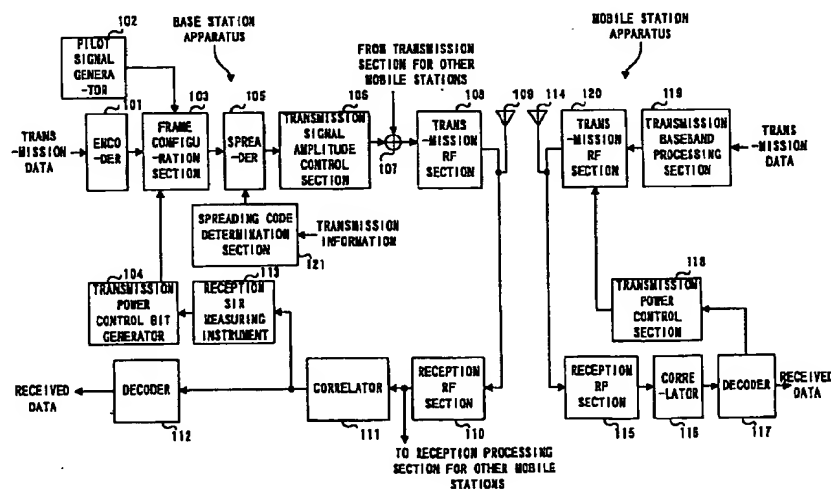 102
PILOT
SIGNAL
GENERA
-TOR
BASE STATION
APPARATUS
FROM TRANSMISSION
SECTION FOR OTHER
MOBILE STATIONS
MOBILE STATION
APPARATUS
101
103
105
106
108
109
114
120
119
TRANS
-MISSION
DATA
ENCO
-DER
FRAME
CONFIGU
-RATION
SECTION
SPREA
-DER
TRANSMISSION
SIGNAL
AMPLITUDE
CONTROL
SECTION
107
TRANS
-MISSION
RF
SECTION
TRANS
-MISSION
RF
SECTION
TRANSMISSION
BASEBAND
PROCESSING
SECTION
TRANS
-MISSION
DATA
SPREADING CODE
DETERMINATION
SECTION
121
TRANSMISSION
INFORMATION
104
TRANSMISSION
POWER
CONTROL BIT
GENERATOR
113
RECEPTION
SIR
MEASURING
INSTRUMENT
118
TRANSMISSION
POWER
CONTROL
SECTION
RECEIVED
DATA
DECODER
112
CORRELATOR
111
RECEPTION
RF
SECTION
110
RECEPTION
RF
SECTION
115
CORRE
-LATOR
116
DECODER
117
RECEIVED
DATA
TO RECEPTION PROCESSING
SECTION FOR OTHER MOBILE
STATIONS